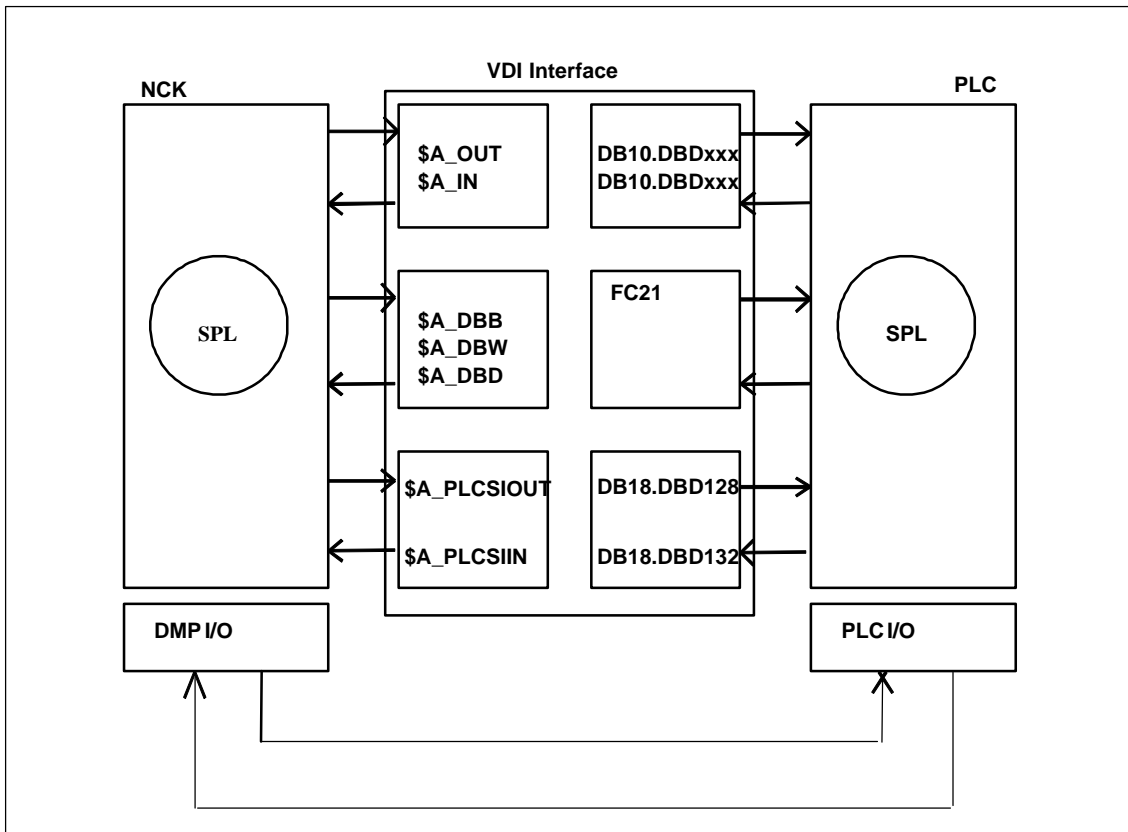 VDI Interface
NCK
PLC
$A_OUT
$A_IN
DB10.DBDxxx
DB10.DBDxxx
SPL
$A_DBB
$A_DBW
$A_DBD
FC21
SPL
$A_PLCSIOUT
$A_PLCSIIN
DB18.DBD128
DB18.DBD132
DMP I/O
PLC I/O